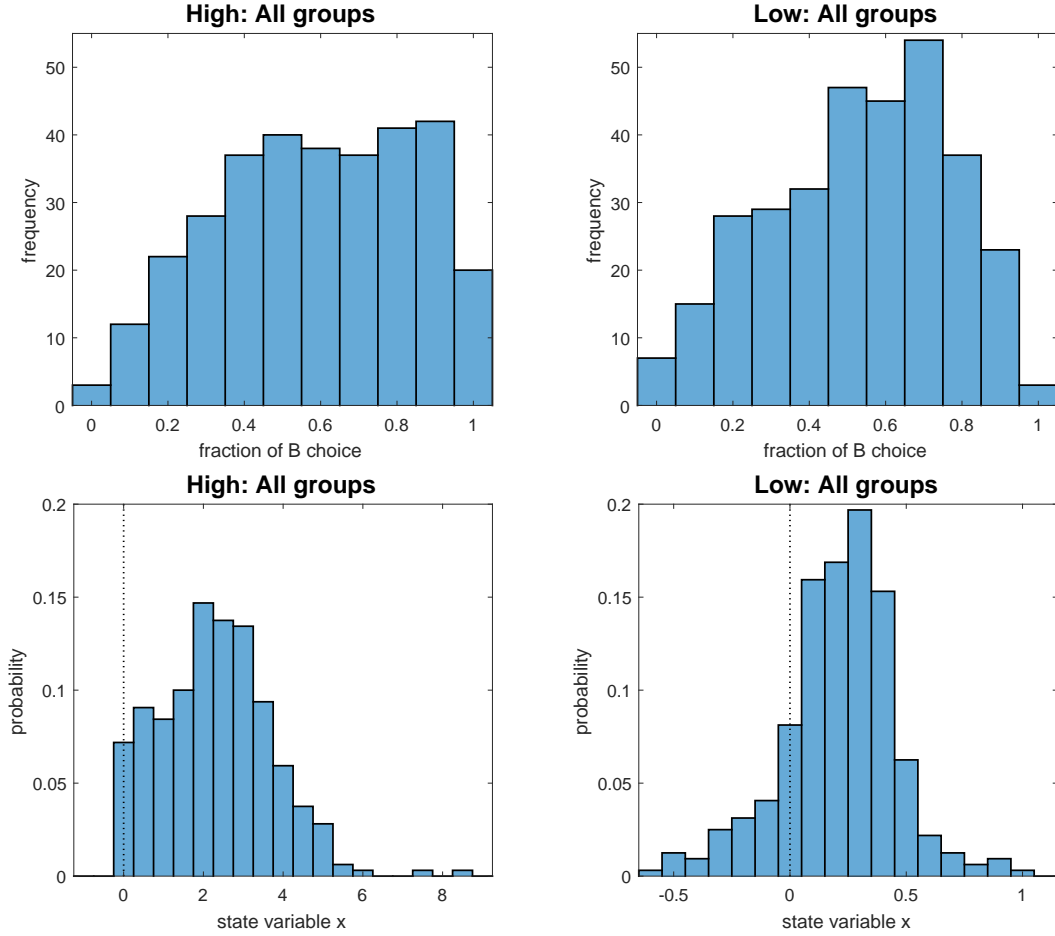 High: All groups
50
40
30
20
10
0
frequency
0 0.2 0.4 0.6 0.8 1
fraction of B choice
Low: All groups
50
40
30
20
10
0
frequency
0 0.2 0.4 0.6 0.8 1
fraction of B choice
High: All groups
0.2
0.15
0.1
0.05
0
probability
0 2 4 6 8
state variable x
Low: All groups
0.2
0.15
0.1
0.05
0
probability
-0.5 0 0.5 1
state variable x